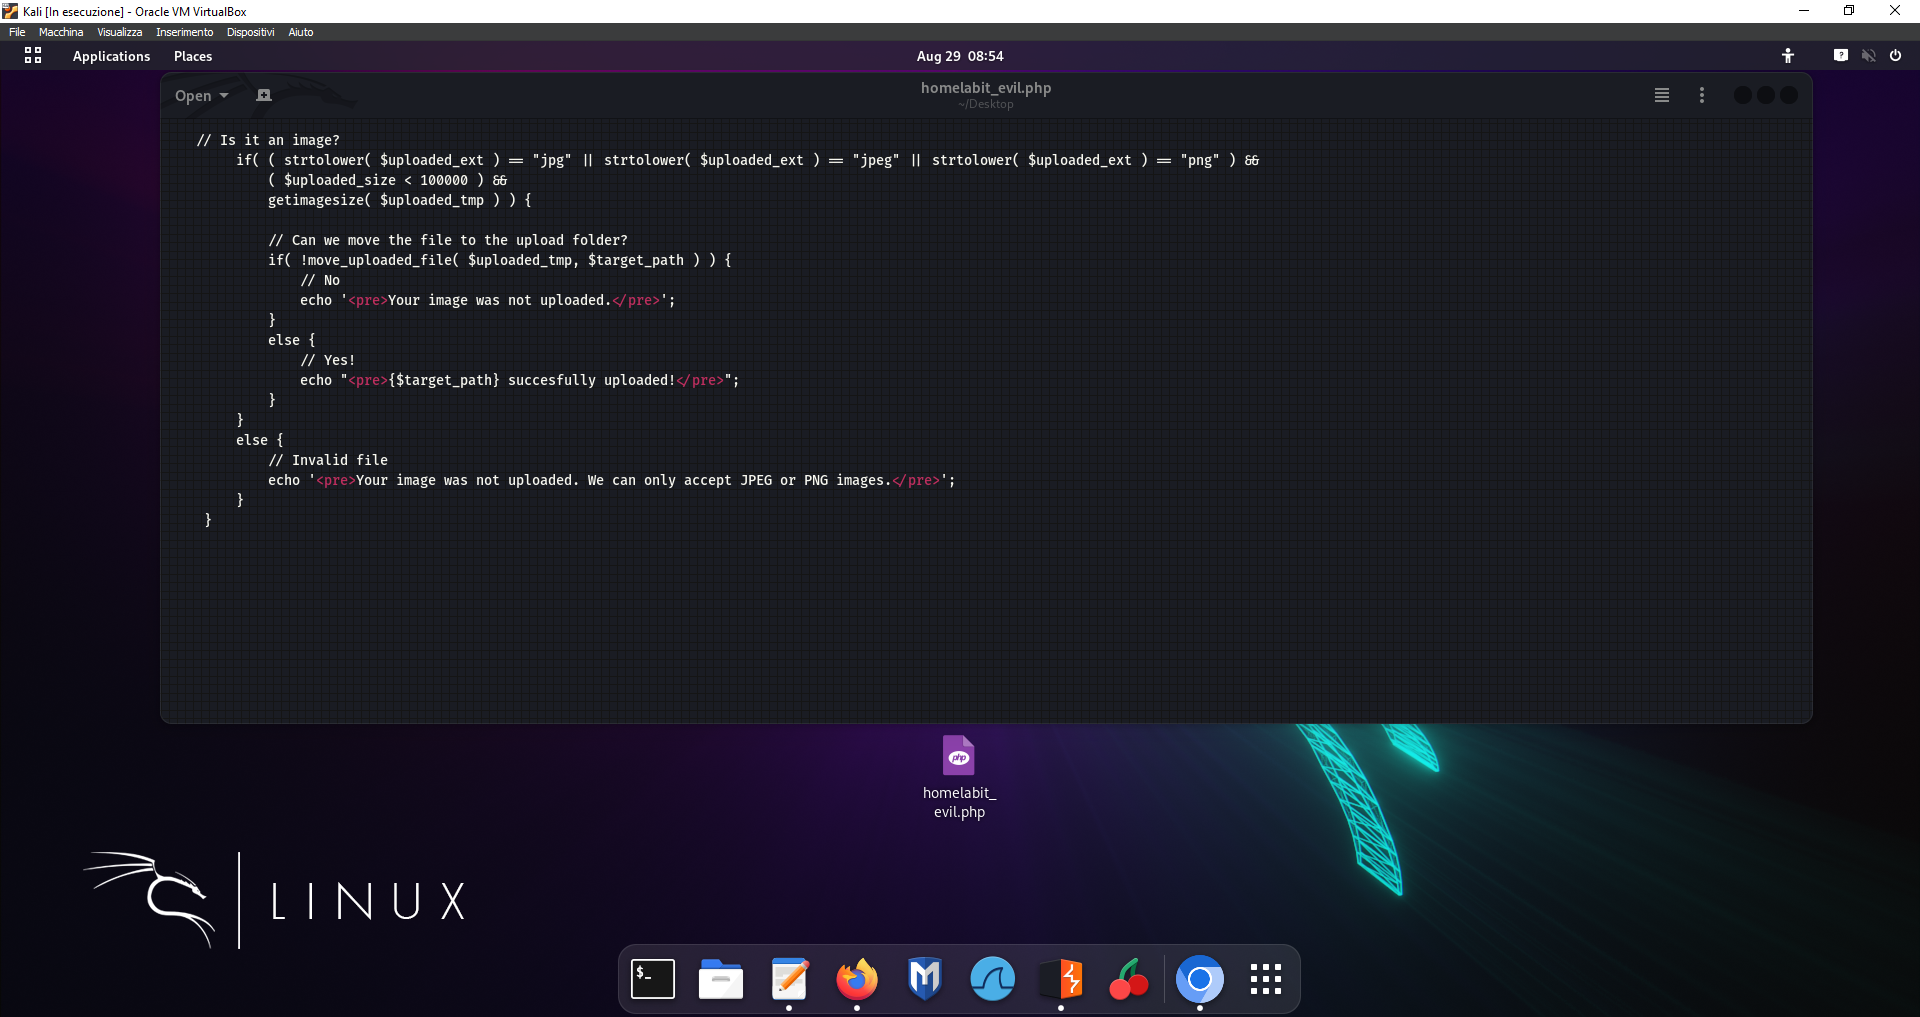 Kali [In esecuzione] - Oracle VM VirtualBox
File Macchina Visualizza Inserimento Dispositivi Aiuto
Applications Places Aug 29 08:54
Open homelabit_evil.php
~/Desktop
// Is it an image?
if( ( strtolower( $uploaded_ext ) == "jpg" || strtolower( $uploaded_ext ) == "jpeg" || strtolower( $uploaded_ext ) == "png" ) &&
( $uploaded_size < 100000 ) &&
getimagesize( $uploaded_tmp ) ) {
// Can we move the file to the upload folder?
if( !move_uploaded_file( $uploaded_tmp, $target_path ) ) {
// No
echo '<pre>Your image was not uploaded.</pre>';
}
else {
// Yes!
echo "<pre>{$target_path} succesfully uploaded!</pre>";
}
}
else {
// Invalid file
echo '<pre>Your image was not uploaded. We can only accept JPEG or PNG images.</pre>';
}
}
php
homelabit_
evil.php
LINUX
$_
M